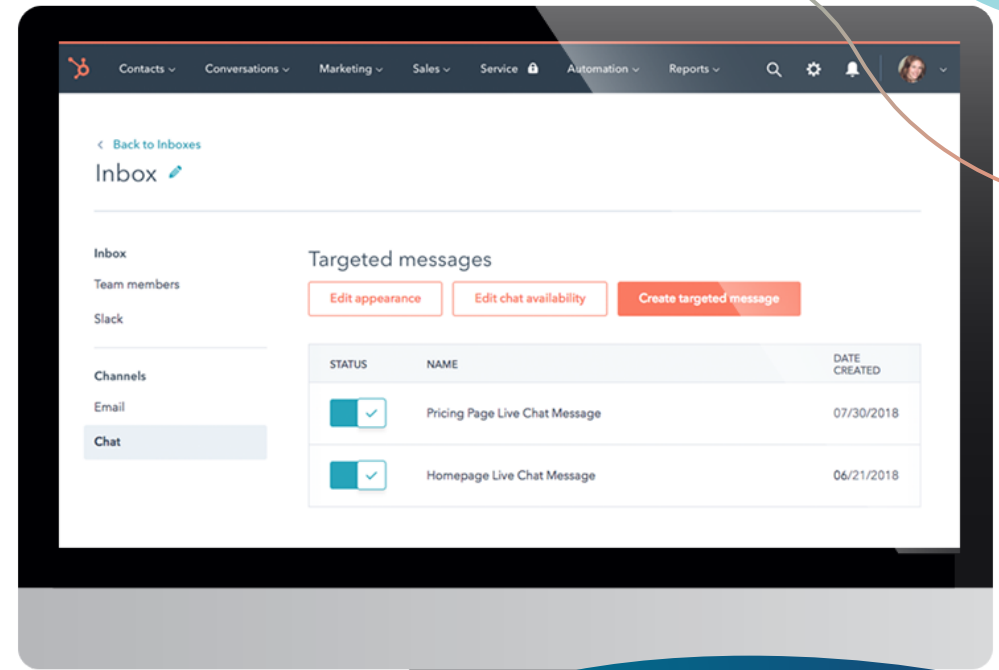 Contacts Conversations Marketing Sales Service Automation Reports
Back to Inboxes
Inbox
Inbox
Team members
Slack
Channels
Email
Chat
Targeted messages
Edit appearance Edit chat availability Create targeted message
STATUS NAME DATE CREATED
Pricing Page Live Chat Message 07/30/2018
Homepage Live Chat Message 06/21/2018